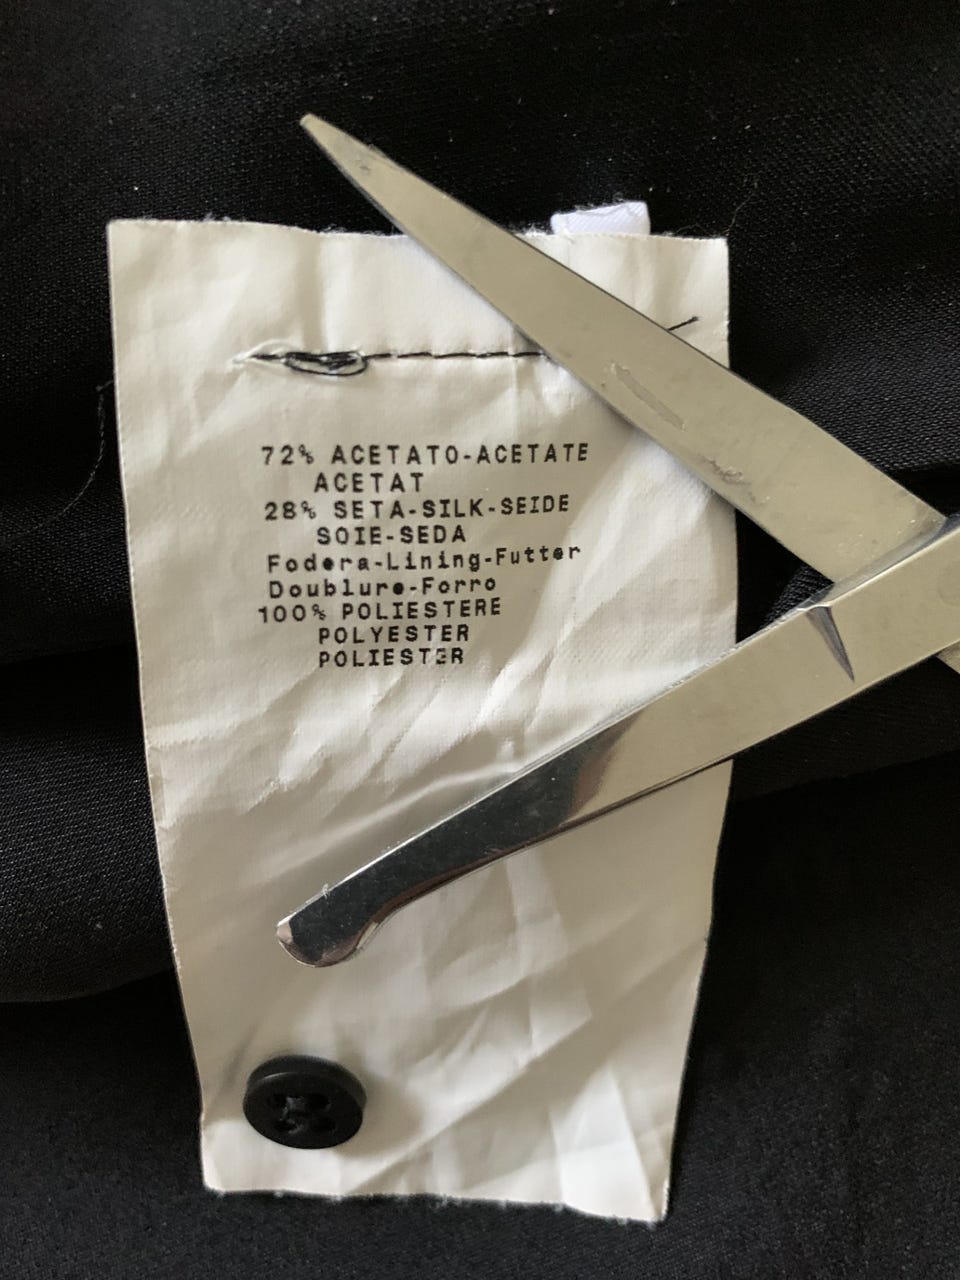 72% ACETATO-ACETATE
ACETAT
28% SETA-SILK-SEIDE
SOIE-SEDA
Fodera-Lining-Futter
Doublure-Forro
100% POLIESTERE
POLYESTER
POLIESTER